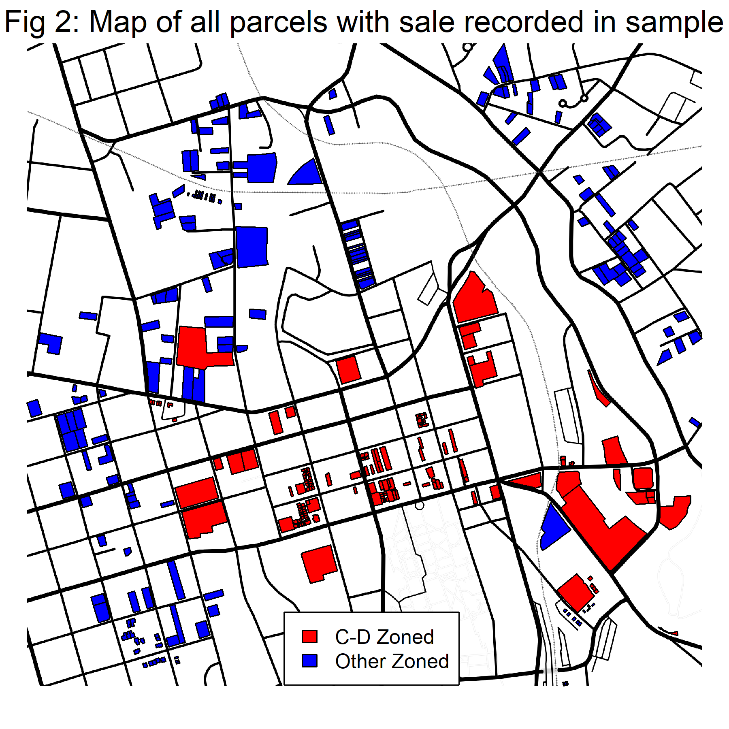 Fig 2: Map of all parcels with sale recorded in sample
C-D Zoned
Other Zoned